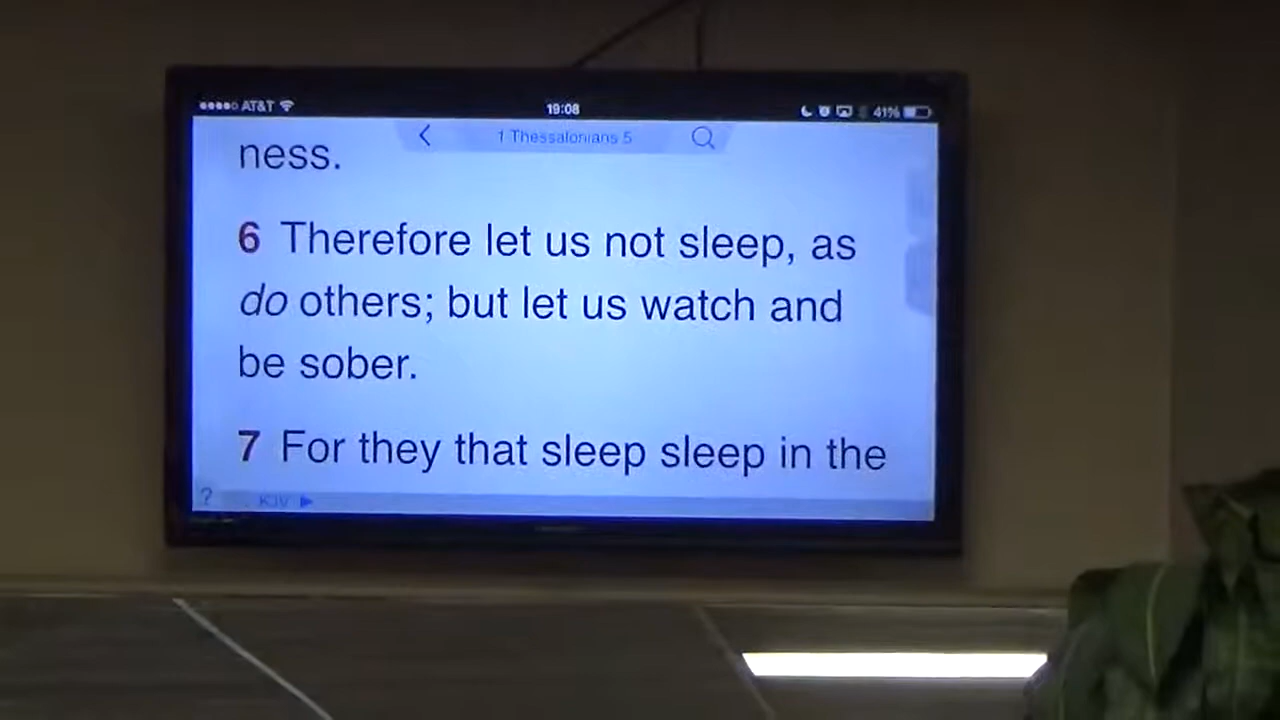 AT&T 19:08 41%
1 Thessalonians 5
ness.
6 Therefore let us not sleep, as
do others; but let us watch and
be sober.
7 For they that sleep sleep in the
? KJV